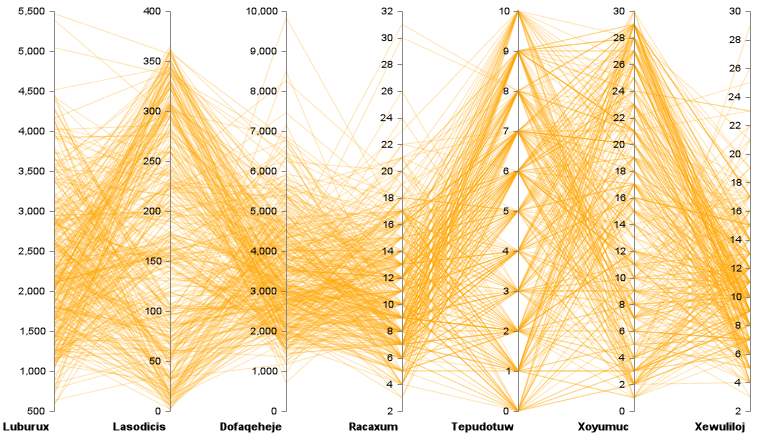 5,500 400 10,000 32 10 30 30
5,000 350 9,000 30 9 28 28
4,500 300 8,000 28 8 26 26
4,000 250 7,000 26 7 24 24
3,500 200 6,000 24 6 22 22
3,000 150 5,000 22 5 20 20
2,500 100 4,000 20 4 18 18
2,000 50 3,000 18 3 16 16
1,500 0 2,000 16 2 14 14
1,000 1,000 14 1 12 12
500 0 12 0 10 10
10 8 8
8 6 6
6 4 4
4 2 2
2 0
Luburux Lasodicis Dofaqeheje Racaxum Tepudotuw Xoyumuc Xewuliloj